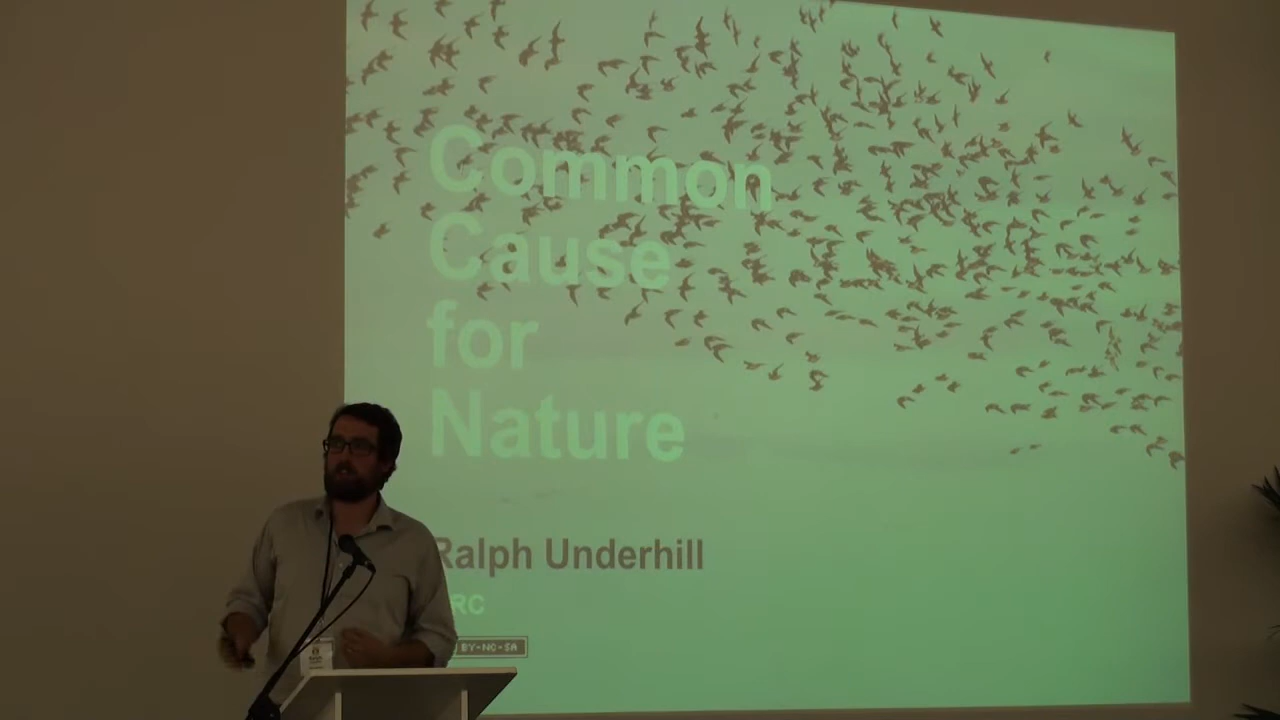 Common
Cause
for
Nature
Ralph Underhill
RC
BY-NC-SA